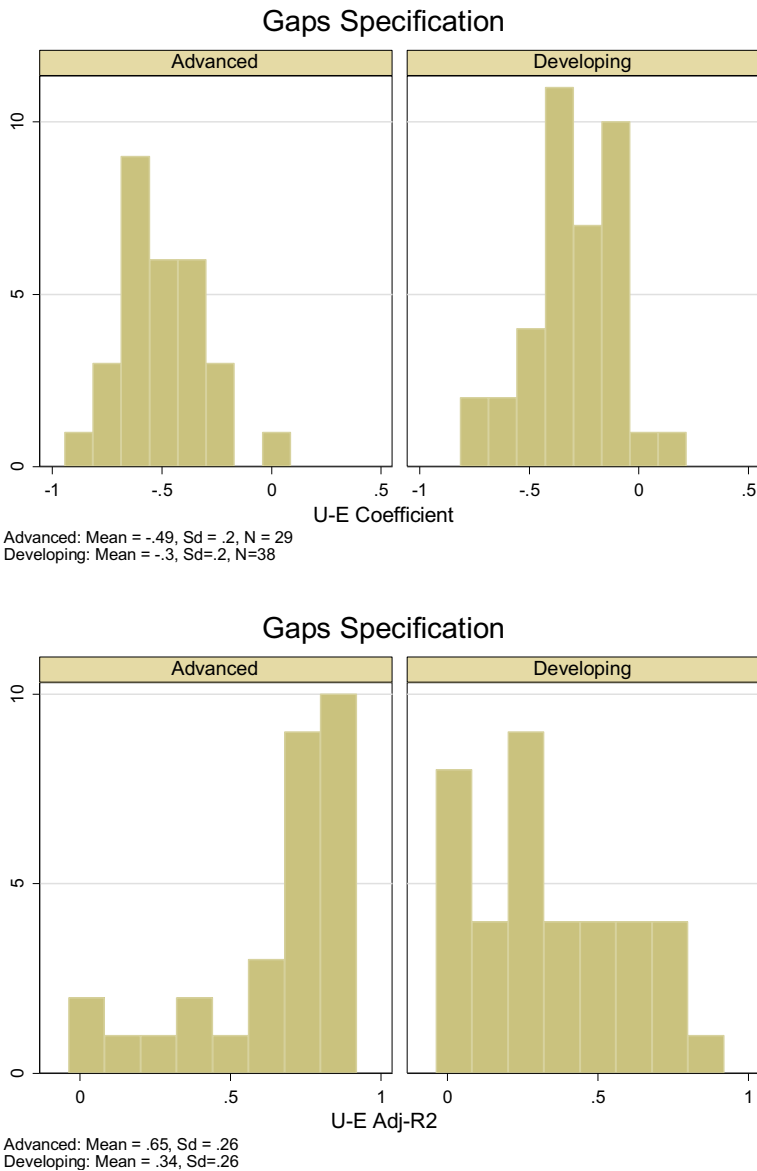 Gaps Specification
Advanced
Developing
10
5
0
-1
-.5
0
.5
-1
-.5
0
.5
U-E Coefficient
Advanced: Mean = -.49, Sd = .2, N = 29
Developing: Mean = -.3, Sd=.2, N=38
Gaps Specification
Advanced
Developing
10
5
0
0
.5
1
0
.5
1
U-E Adj-R2
Advanced: Mean = .65, Sd = .26
Developing: Mean = .34, Sd=.26